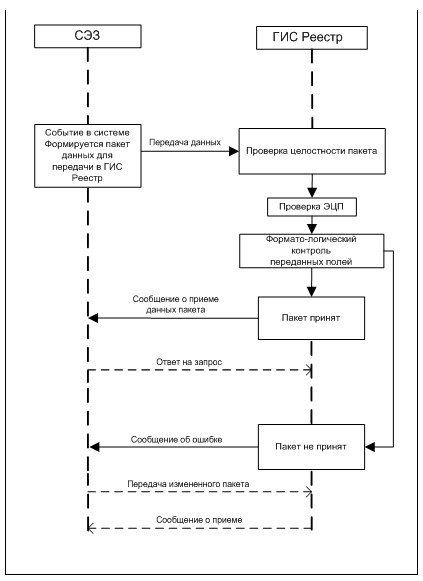 СЭЗ
ГИС Реестр
Событие в системе
Формируется пакет
данных для
передачи в ГИС
Реестр
Передача данных
Проверка целостности пакета
Проверка ЭЦП
Формато-логический
контроль
переданных полей
Сообщение о приеме
данных пакета
Пакет принят
Ответ на запрос
Сообщение об ошибке
Пакет не принят
Передача измененного пакета
Сообщение о приеме